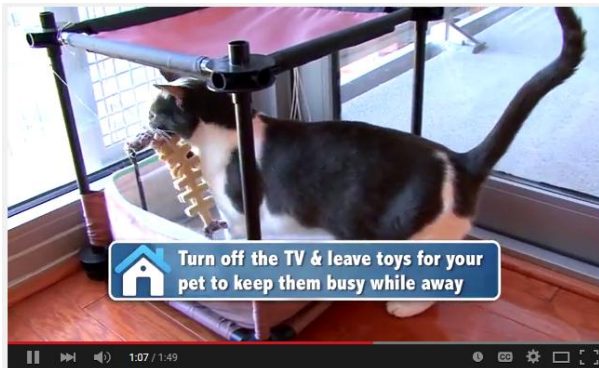 Turn off the TV & leave toys for your
pet to keep them busy while away
1:07 / 1:49
CC